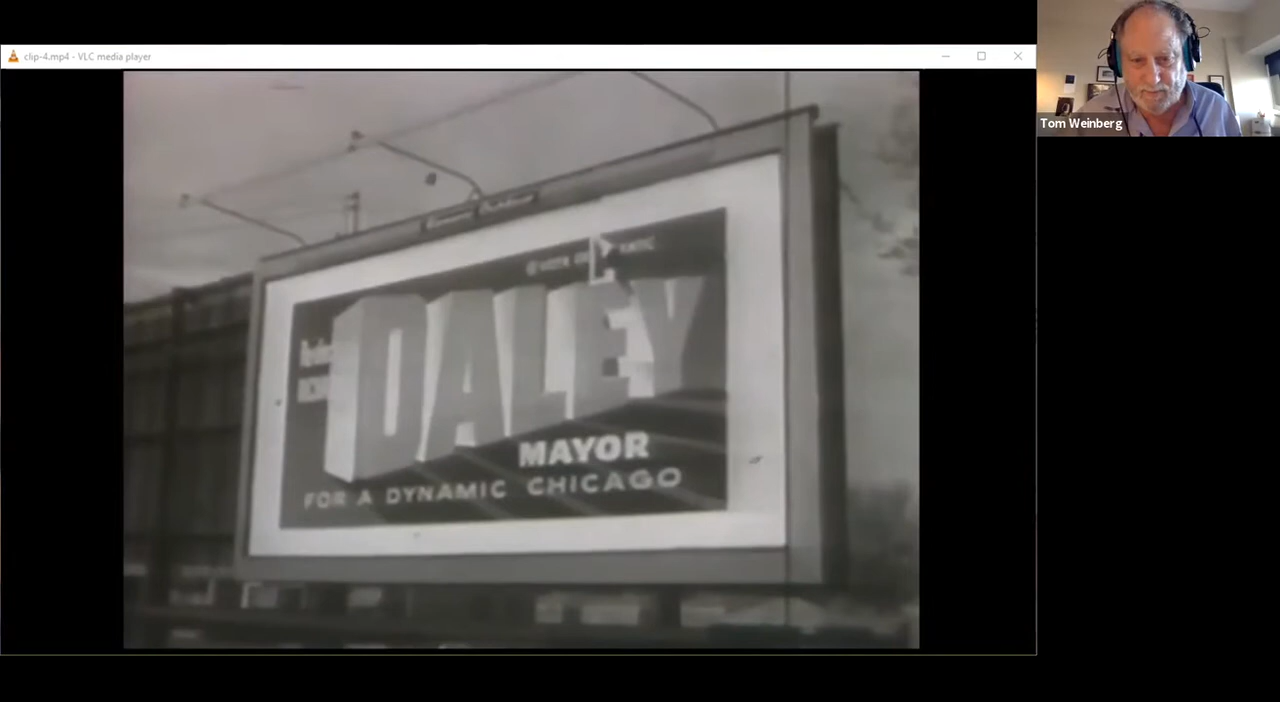 clip-4.mp4 - VLC media player
Tom Weinberg
DALEY
MAYOR
FOR A DYNAMIC CHICAGO